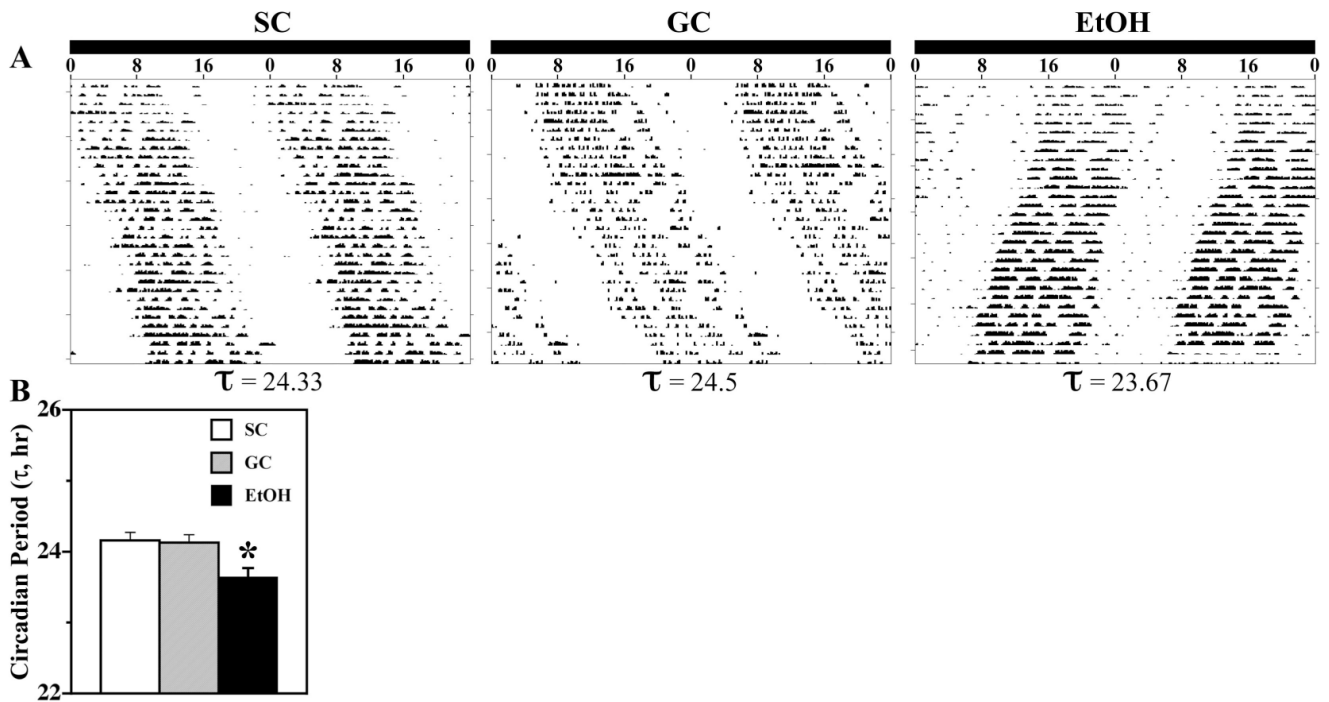 SC GC EtOH
A
0 8 16 0 8 16 0 0 8 16 0 8 16 0 0 8 16 0 8 16 0
τ = 24.33 τ = 24.5 τ = 23.67
B
26
SC
GC
EtOH
24
*
22
Circadian Period (τ, hr)